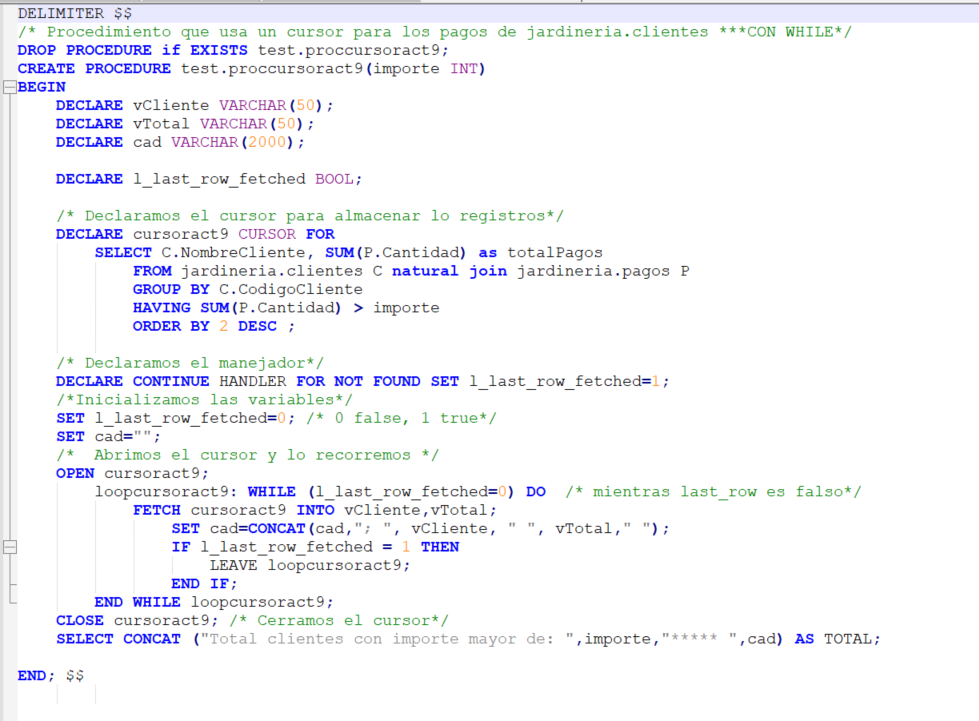 DELIMITER $$
/* Procedimiento que usa un cursor para los pagos de jardineria.clientes ***CON WHILE*/
DROP PROCEDURE if EXISTS test.proccursoract9;
CREATE PROCEDURE test.proccursoract9(importe INT)
BEGIN
    DECLARE vCliente VARCHAR(50);
    DECLARE vTotal VARCHAR(50);
    DECLARE cad VARCHAR(2000);

    DECLARE l_last_row_fetched BOOL;

    /* Declaramos el cursor para almacenar lo registros*/
    DECLARE cursoract9 CURSOR FOR
        SELECT C.NombreCliente, SUM(P.Cantidad) as totalPagos
            FROM jardineria.clientes C natural join jardineria.pagos P
            GROUP BY C.CodigoCliente
            HAVING SUM(P.Cantidad) > importe
            ORDER BY 2 DESC ;

    /* Declaramos el manejador*/
    DECLARE CONTINUE HANDLER FOR NOT FOUND SET l_last_row_fetched=1;
    /*Inicializamos las variables*/
    SET l_last_row_fetched=0; /* 0 false, 1 true*/
    SET cad="";
    /*  Abrimos el cursor y lo recorremos */
    OPEN cursoract9;
        loopcursoract9: WHILE (l_last_row_fetched=0) DO  /* mientras last_row es falso*/
            FETCH cursoract9 INTO vCliente,vTotal;
                SET cad=CONCAT(cad,"; ", vCliente, " ", vTotal," ");
                IF l_last_row_fetched = 1 THEN
                    LEAVE loopcursoract9;
                END IF;
        END WHILE loopcursoract9;
    CLOSE cursoract9; /* Cerramos el cursor*/
    SELECT CONCAT ("Total clientes con importe mayor de: ",importe,"***** ",cad) AS TOTAL;

END; $$